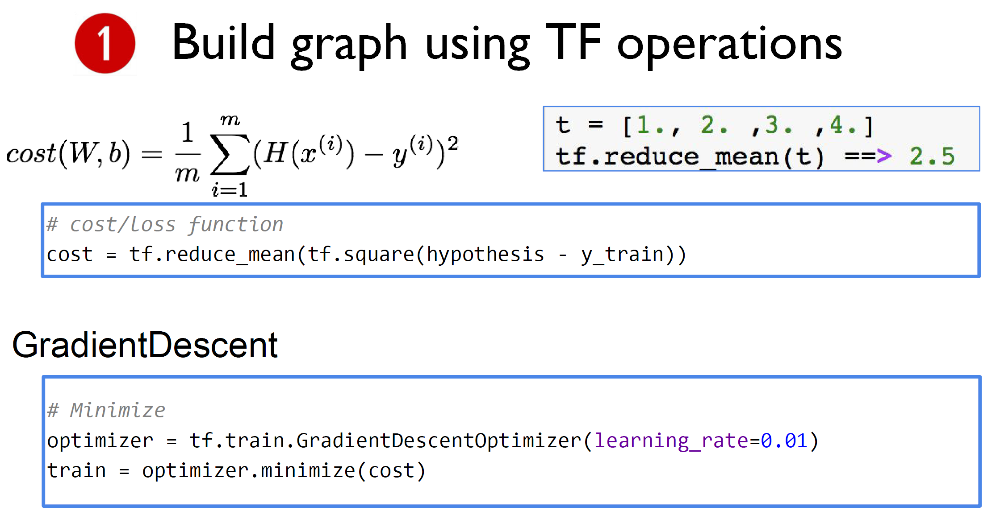 1 Build graph using TF operations
cost(W, b) = \frac{1}{m} \sum_{i=1}^{m} (H(x^{(i)}) - y^{(i)})^2
t = [1., 2. ,3. ,4.]
tf.reduce_mean(t) ==> 2.5
# cost/loss function
cost = tf.reduce_mean(tf.square(hypothesis - y_train))
GradientDescent
# Minimize
optimizer = tf.train.GradientDescentOptimizer(learning_rate=0.01)
train = optimizer.minimize(cost)